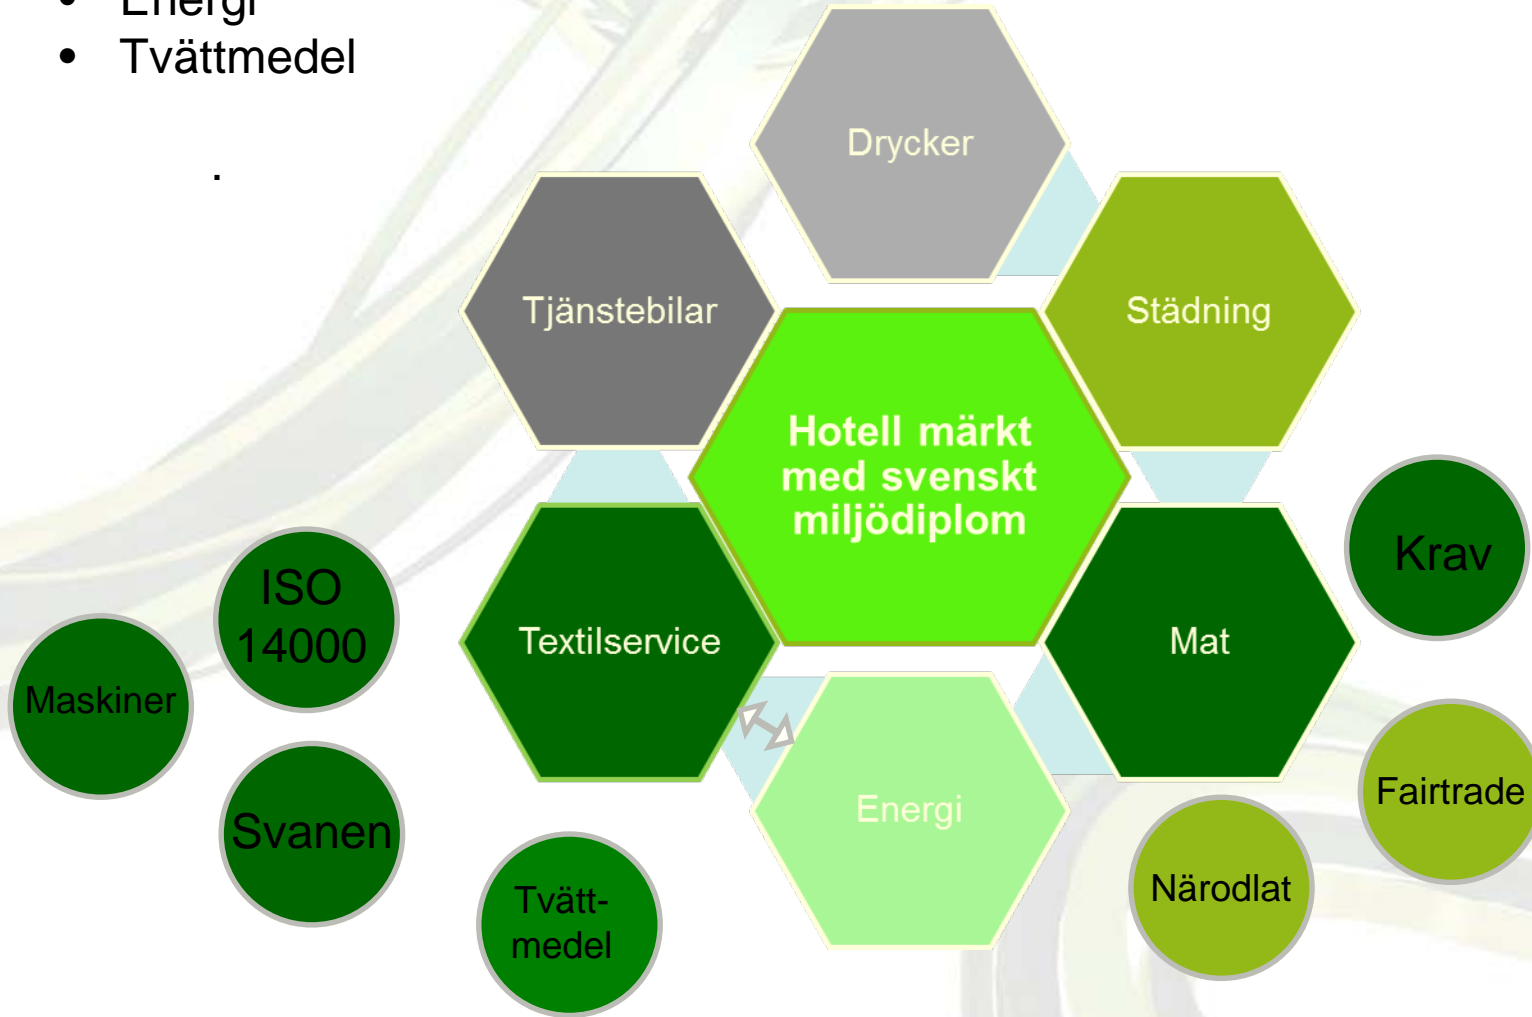 • Energi
• Tvättmedel
.
Drycker
Tjänstebilar
Städning
Hotell märkt
med svenskt
miljödiplom
Krav
ISO
14000
Textilservice
Mat
Maskiner
Fairtrade
Energi
Svanen
Närodlat
Tvätt-
medel